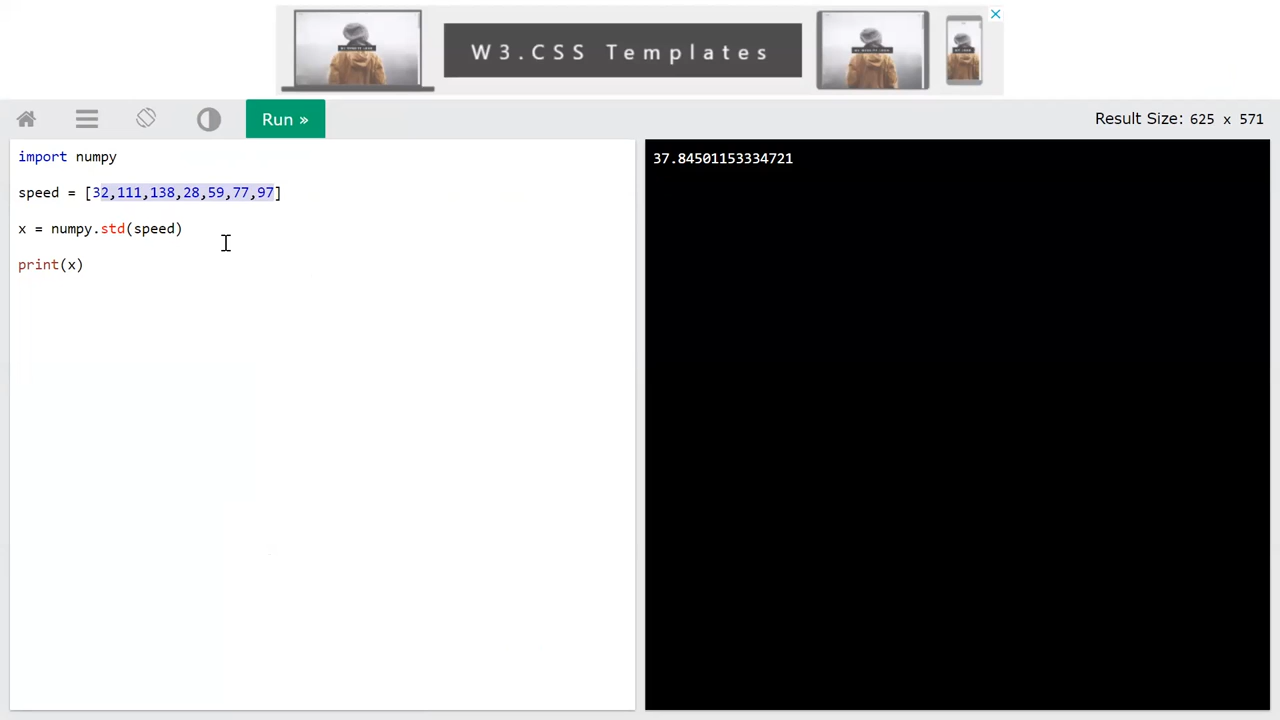 W3.CSS Templates
Run »
Result Size: 625 x 571
import numpy
speed = [32,111,138,28,59,77,97]
x = numpy.std(speed)
print(x)
37.84501153334721